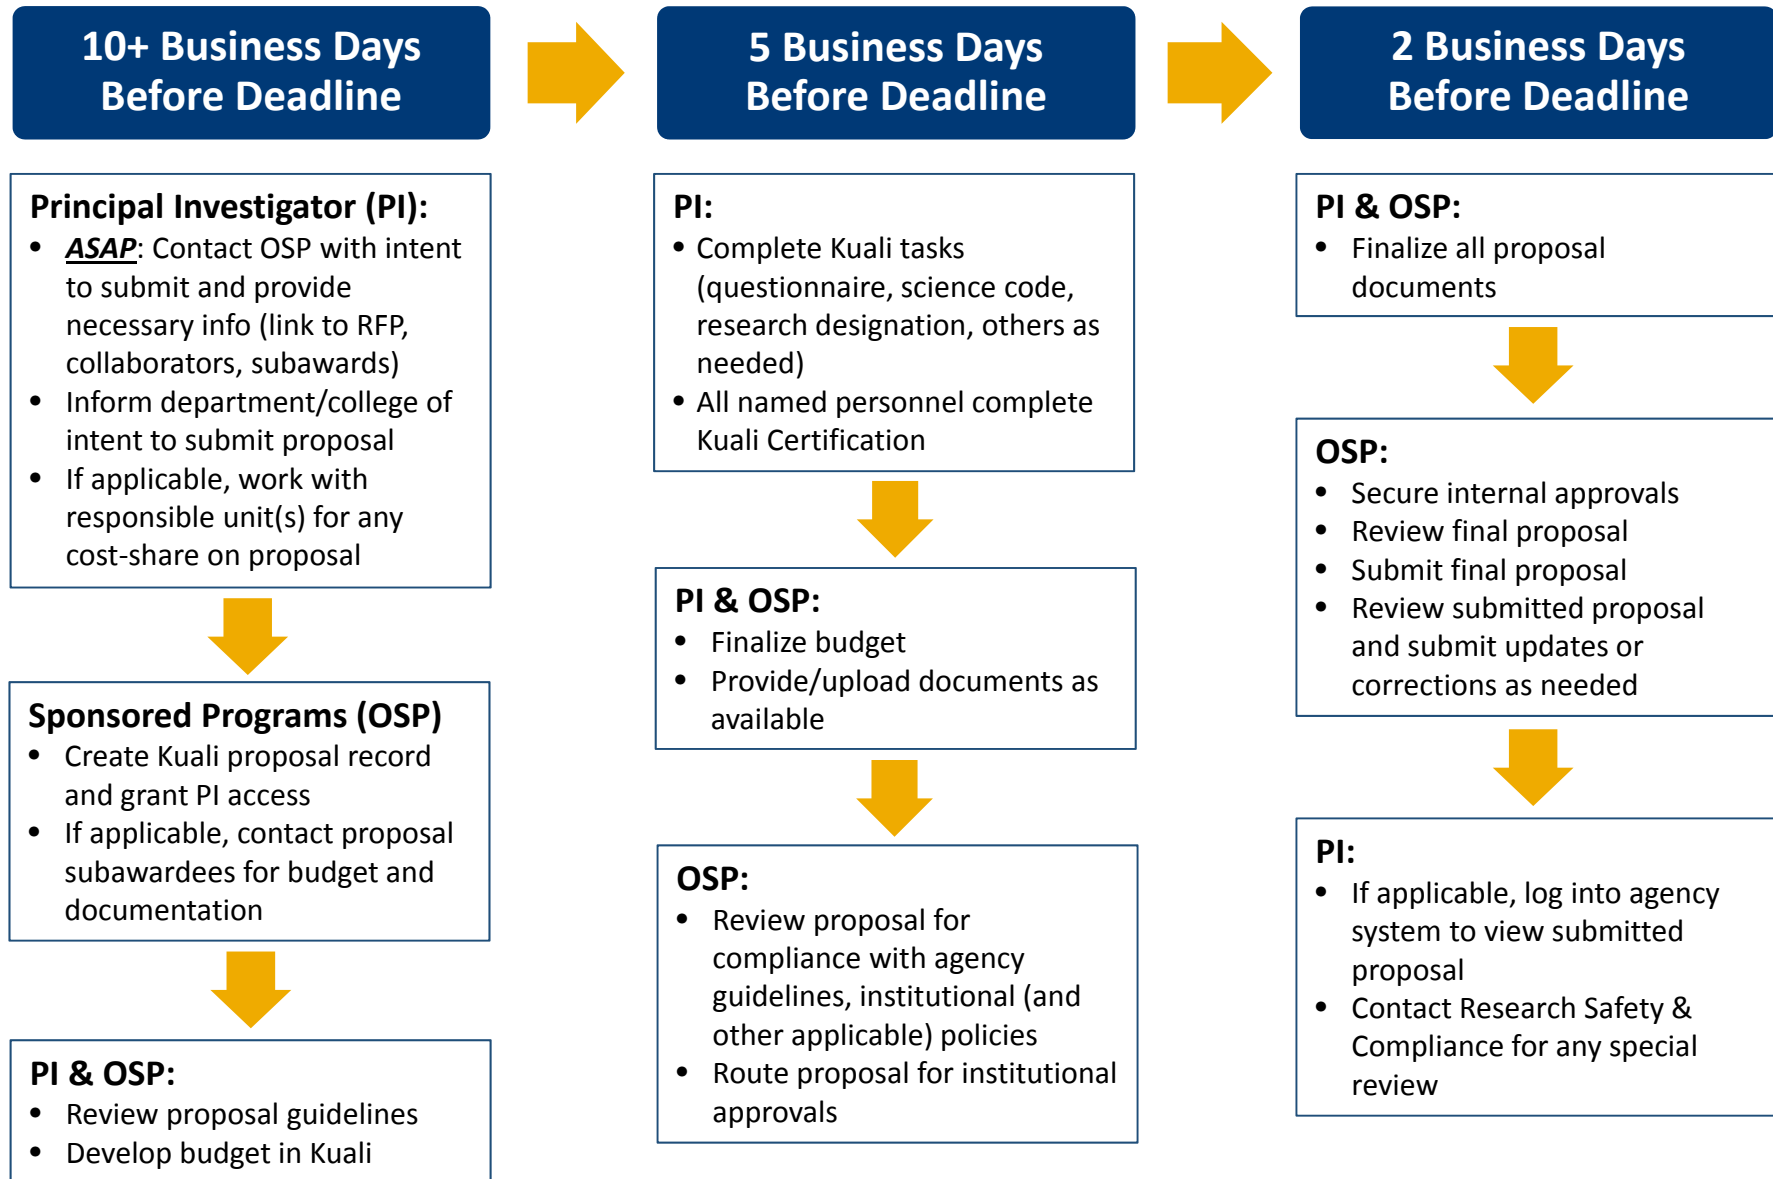 10+ Business Days
Before Deadline
Principal Investigator (PI):
• ASAP: Contact OSP with intent
to submit and provide
necessary info (link to RFP,
collaborators, subawards)
• Inform department/college of
intent to submit proposal
• If applicable, work with
responsible unit(s) for any
cost-share on proposal
Sponsored Programs (OSP)
• Create Kuali proposal record
and grant PI access
• If applicable, contact proposal
subawardees for budget and
documentation
PI & OSP:
• Review proposal guidelines
• Develop budget in Kuali
5 Business Days
Before Deadline
PI:
• Complete Kuali tasks
(questionnaire, science code,
research designation, others as
needed)
• All named personnel complete
Kuali Certification
PI & OSP:
• Finalize budget
• Provide/upload documents as
available
OSP:
• Review proposal for
compliance with agency
guidelines, institutional (and
other applicable) policies
• Route proposal for institutional
approvals
2 Business Days
Before Deadline
PI & OSP:
• Finalize all proposal
documents
OSP:
• Secure internal approvals
• Review final proposal
• Submit final proposal
• Review submitted proposal
and submit updates or
corrections as needed
PI:
• If applicable, log into agency
system to view submitted
proposal
• Contact Research Safety &
Compliance for any special
review